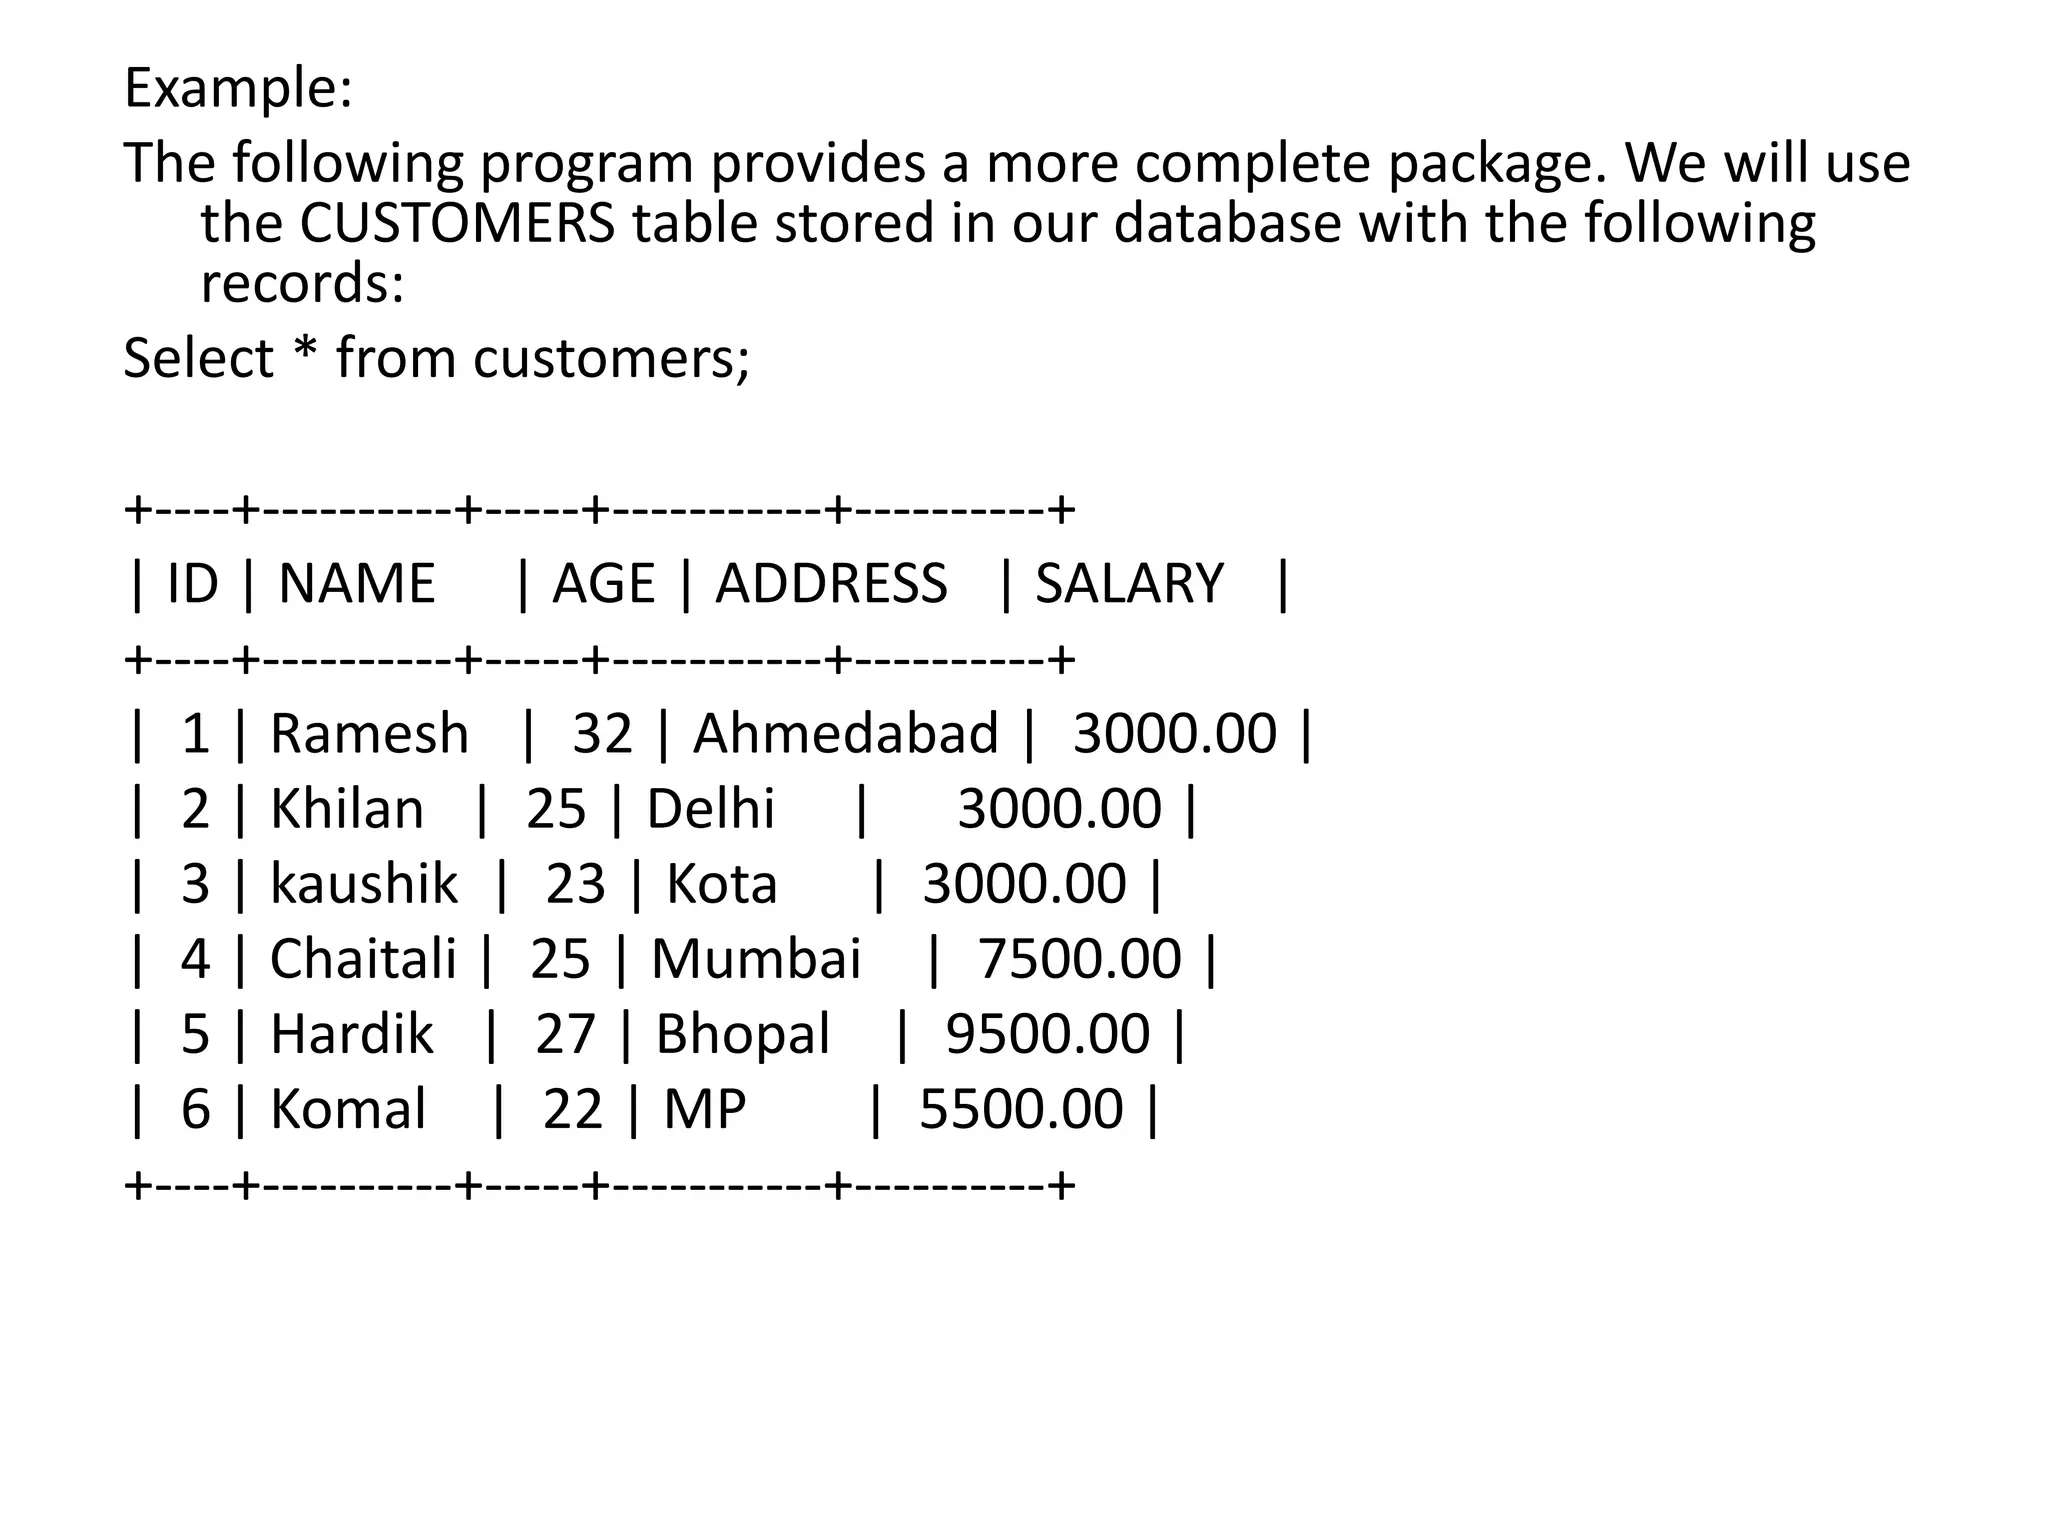 Example:
The following program provides a more complete package. We will use
the CUSTOMERS table stored in our database with the following
records:
Select * from customers;
+----+----------+-----+-----------+----------+
| ID | NAME     | AGE | ADDRESS   | SALARY   |
+----+----------+-----+-----------+----------+
|  1 | Ramesh   |  32 | Ahmedabad |  3000.00 |
|  2 | Khilan   |  25 | Delhi     |      3000.00 |
|  3 | kaushik  |  23 | Kota      |  3000.00 |
|  4 | Chaitali |  25 | Mumbai    |  7500.00 |
|  5 | Hardik   |  27 | Bhopal    |  9500.00 |
|  6 | Komal    |  22 | MP        |  5500.00 |
+----+----------+-----+-----------+----------+